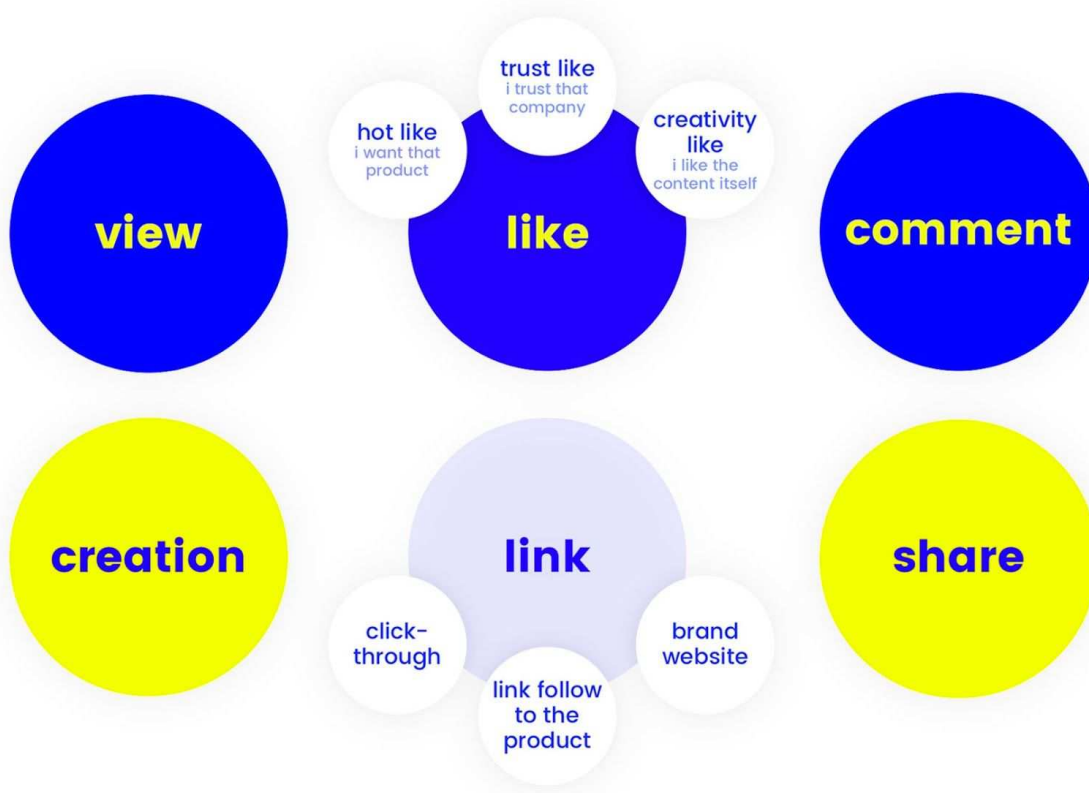 trust like
i trust that
company
hot like
i want that
product
creativity
like
i like the
content itself
view
like
comment
creation
link
share
click-
through
brand
website
link follow
to the
product